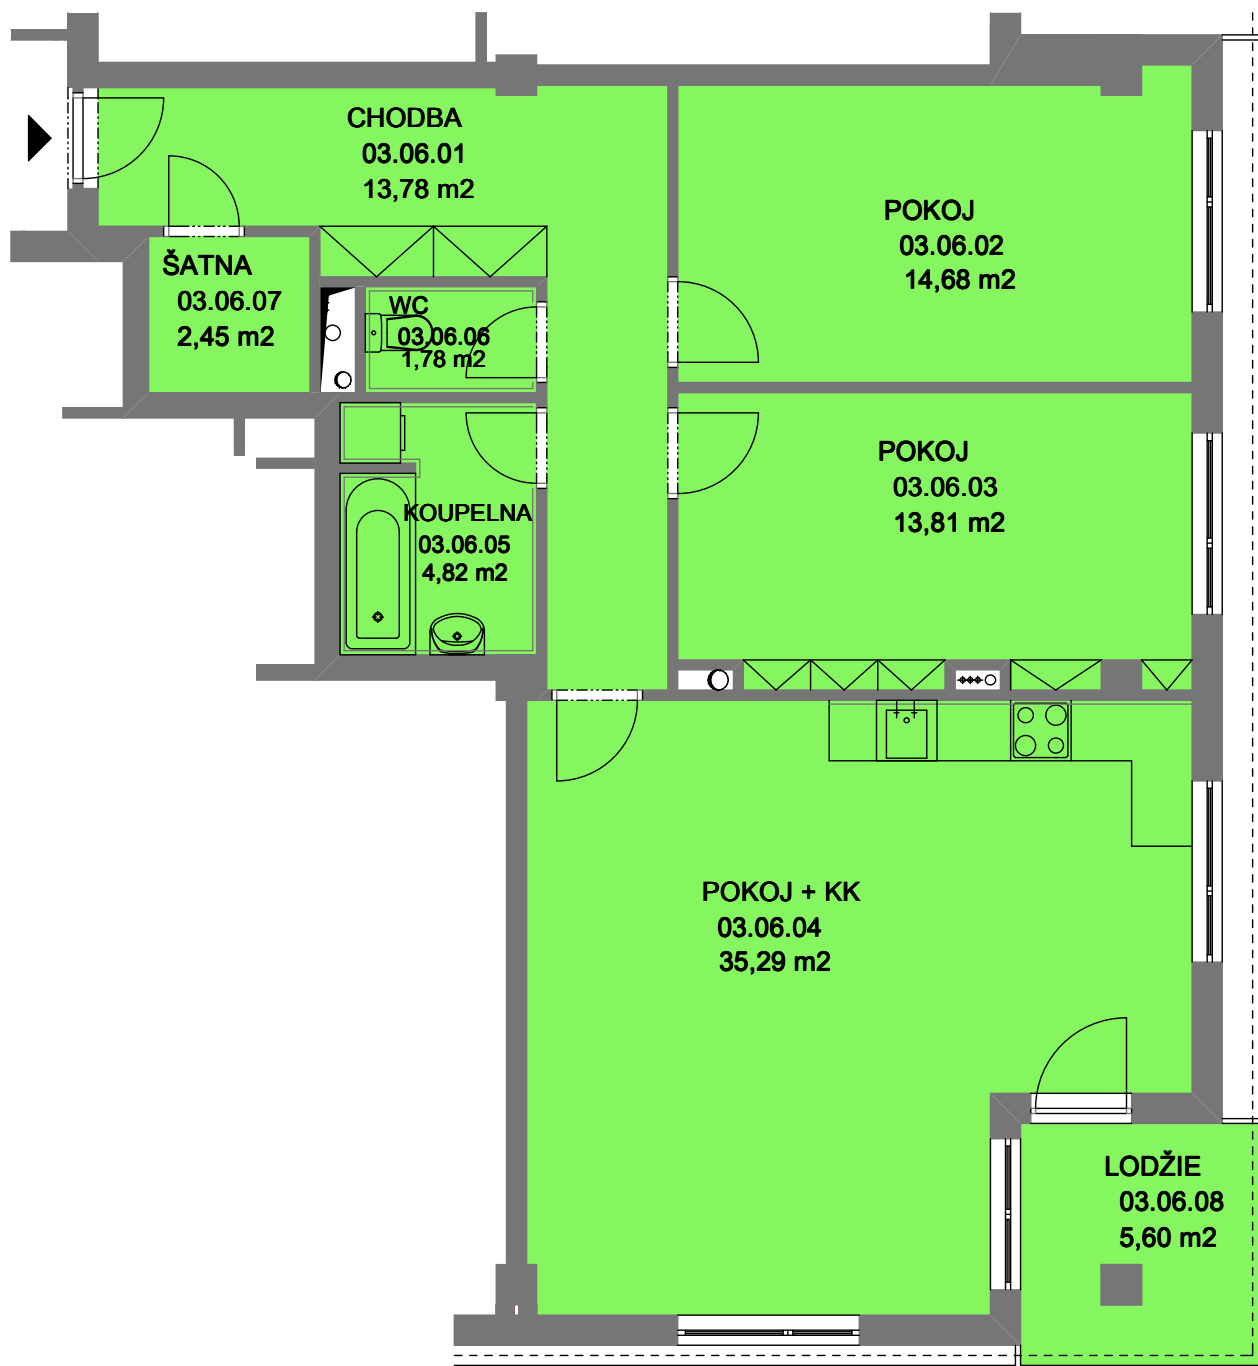 CHODBA
03.06.01
13,78 m2
POKOJ
03.06.02
14,68 m2
ŠATNA
03.06.07
2,45 m2
WC
03.06.06
1,78 m2
POKOJ
03.06.03
13,81 m2
KOUPELNA
03.06.05
4,82 m2
POKOJ + KK
03.06.04
35,29 m2
LODŽIE
03.06.08
5,60 m2